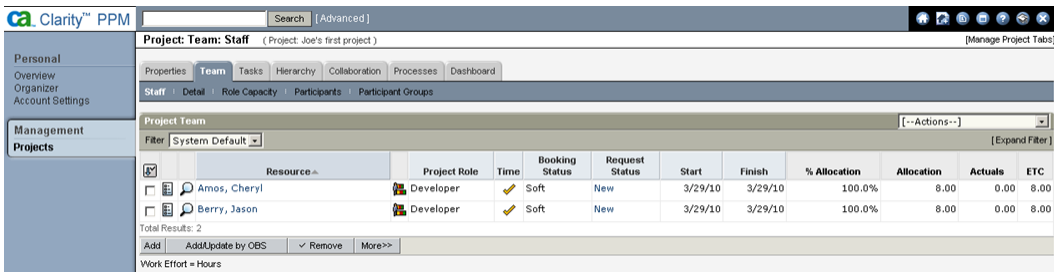 ca Clarity™ PPM
Search [Advanced]
Project: Team: Staff (Project: Joe's first project)
[Manage Project Tabs]
Personal
Overview
Organizer
Account Settings
Management
Projects
Properties Team Tasks Hierarchy Collaboration Processes Dashboard
Staff Detail Role Capacity Participants Participant Groups
Project Team
[--Actions--]
Filter System Default
[Expand Filter]
Resource Project Role Time Booking Status Request Status Start Finish % Allocation Allocation Actuals ETC
Amos, Cheryl Developer Soft New 3/29/10 3/29/10 100.0% 8.00 0.00 8.00
Berry, Jason Developer Soft New 3/29/10 3/29/10 100.0% 8.00 0.00 8.00
Total Results: 2
Add Add/Update by OBS Remove More>>
Work Effort = Hours